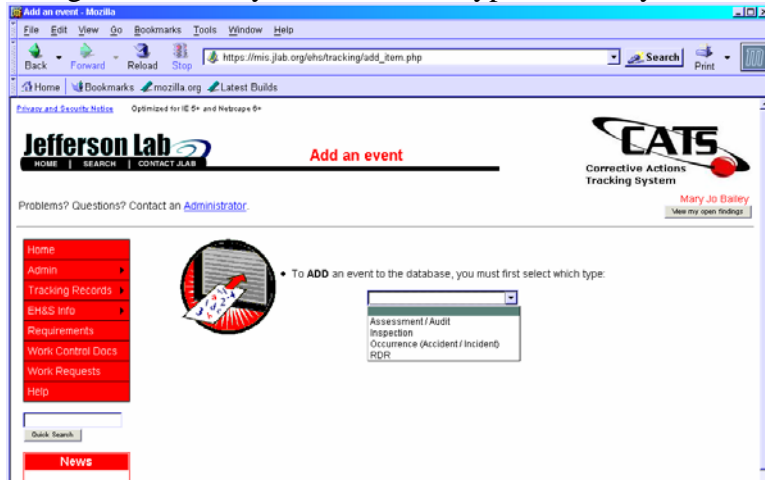 Add an event - Mozilla
File Edit View Go Bookmarks Tools Window Help
Back Forward Reload Stop https://mis.jlab.org/ehs/tracking/add_item.php Search Print
Home Bookmarks mozilla.org Latest Builds
Privacy and Security Notice Optimized for IE 5+ and Netscape 6+
Jefferson Lab
HOME | SEARCH | CONTACT JLAB
Add an event
CATS
Corrective Actions
Tracking System
Problems? Questions? Contact an Administrator.
Mary Jo Bailey
View my open findings
Home
Admin
Tracking Records
EH&S Info
Requirements
Work Control Docs
Work Requests
Help
Quick Search
News
• To ADD an event to the database, you must first select which type:
Assessment / Audit
Inspection
Occurrence (Accident / Incident)
RDR